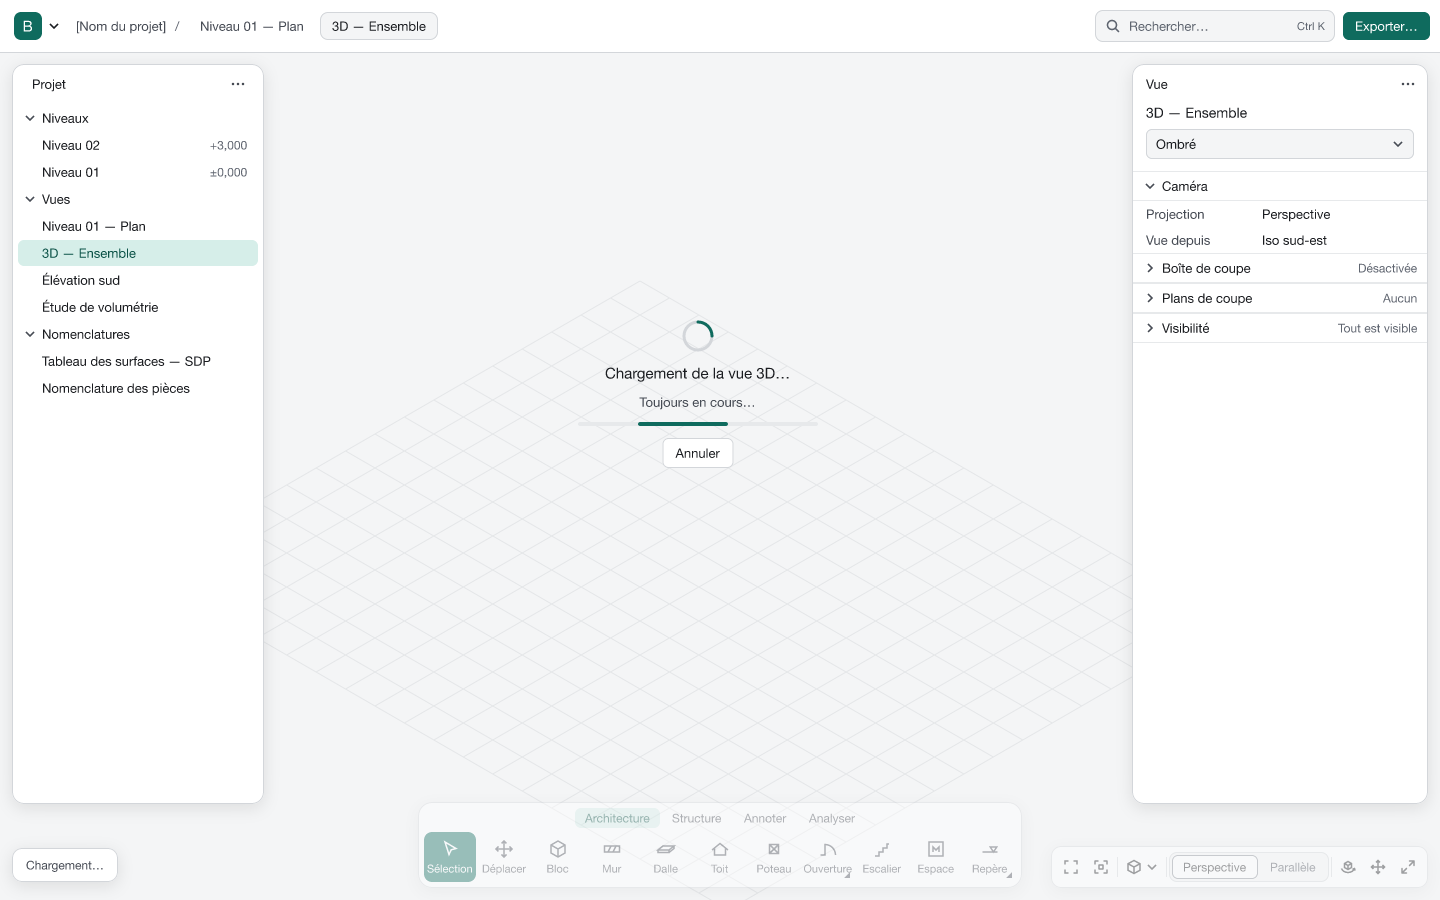 B
[Nom du projet] / Niveau 01 — Plan 3D — Ensemble
Rechercher… Ctrl K
Exporter…
Projet
Niveaux
Niveau 02 +3,000
Niveau 01 ±0,000
Vues
Niveau 01 — Plan
3D — Ensemble
Élévation sud
Étude de volumétrie
Nomenclatures
Tableau des surfaces — SDP
Nomenclature des pièces
Chargement de la vue 3D…
Toujours en cours…
Annuler
Vue
3D — Ensemble
Ombré
Caméra
Projection Perspective
Vue depuis Iso sud-est
Boîte de coupe Désactivée
Plans de coupe Aucun
Visibilité Tout est visible
Chargement…
Architecture Structure Annoter Analyser
Sélection Déplacer Bloc Mur Dalle Toit Poteau Ouverture Escalier Espace Repère
Perspective Parallèle